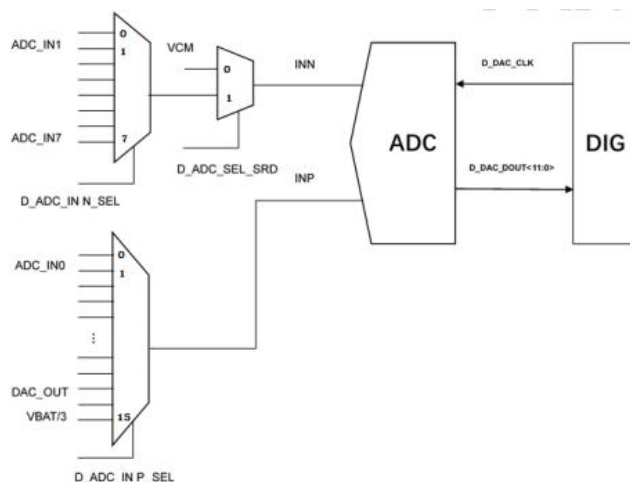 ADC_IN1
0
1
VCM
0
1
INN
ADC_IN7
7
D_ADC_SEL_SRD
D_ADC_IN N_SEL
INP
ADC
D_DAC_CLK
D_DAC_DOUT<11:0>
DIG
ADC_IN0
0
1
...
DAC_OUT
VBAT/3
15
D_ADC_IN P_SEL